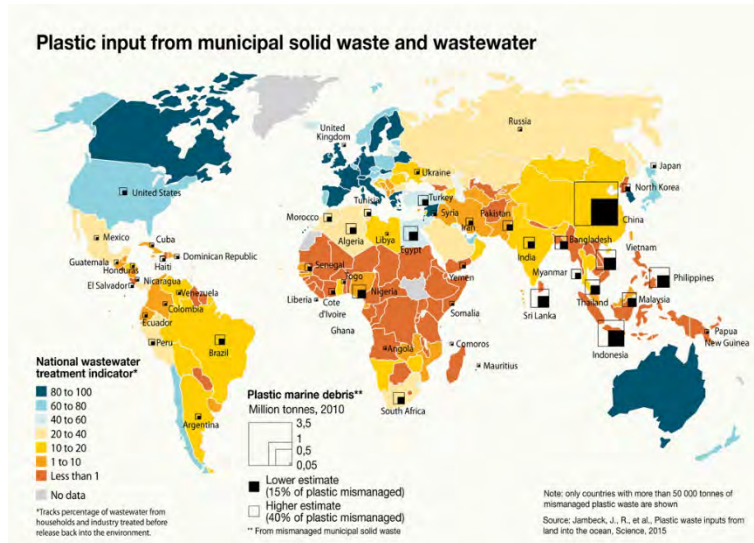 Plastic input from municipal solid waste and wastewater
Russia
United
Kingdom
Ukraine
Japan
United States
Turkey
North Korea
Tunisia
Syria
Pakistan
Morocco
Iran
China
Mexico
Cuba
Algeria
Libya
Bangladesh
Vietnam
Egypt
India
Guatemala
Dominican Republic
Honduras
Haiti
Senegal
Myanmar
Philippines
Nicaragua
Togo
Yemen
El Salvador
Venezuela
Nigeria
Thailand
Malaysia
Liberia
Cote
d'Ivoire
Sri Lanka
Colombia
Somalia
Ecuador
Ghana
Papua
New Guinea
Peru
Brazil
Angola
Comoros
Indonesia
Mauritius
Argentina
South Africa
National wastewater
treatment indicator*
80 to 100
60 to 80
40 to 60
20 to 40
10 to 20
1 to 10
Less than 1
No data
*Tracks percentage of wastewater from
households and industry treated before
release back into the environment.
Plastic marine debris**
Million tonnes, 2010
3,5
1
0,5
0,05
Lower estimate
(15% of plastic mismanaged)
Higher estimate
(40% of plastic mismanaged)
** From mismanaged municipal solid waste
Note: only countries with more than 50 000 tonnes of
mismanaged plastic waste are shown
Source: Jambeck, J., R., et al., Plastic waste inputs from
land into the ocean, Science, 2015